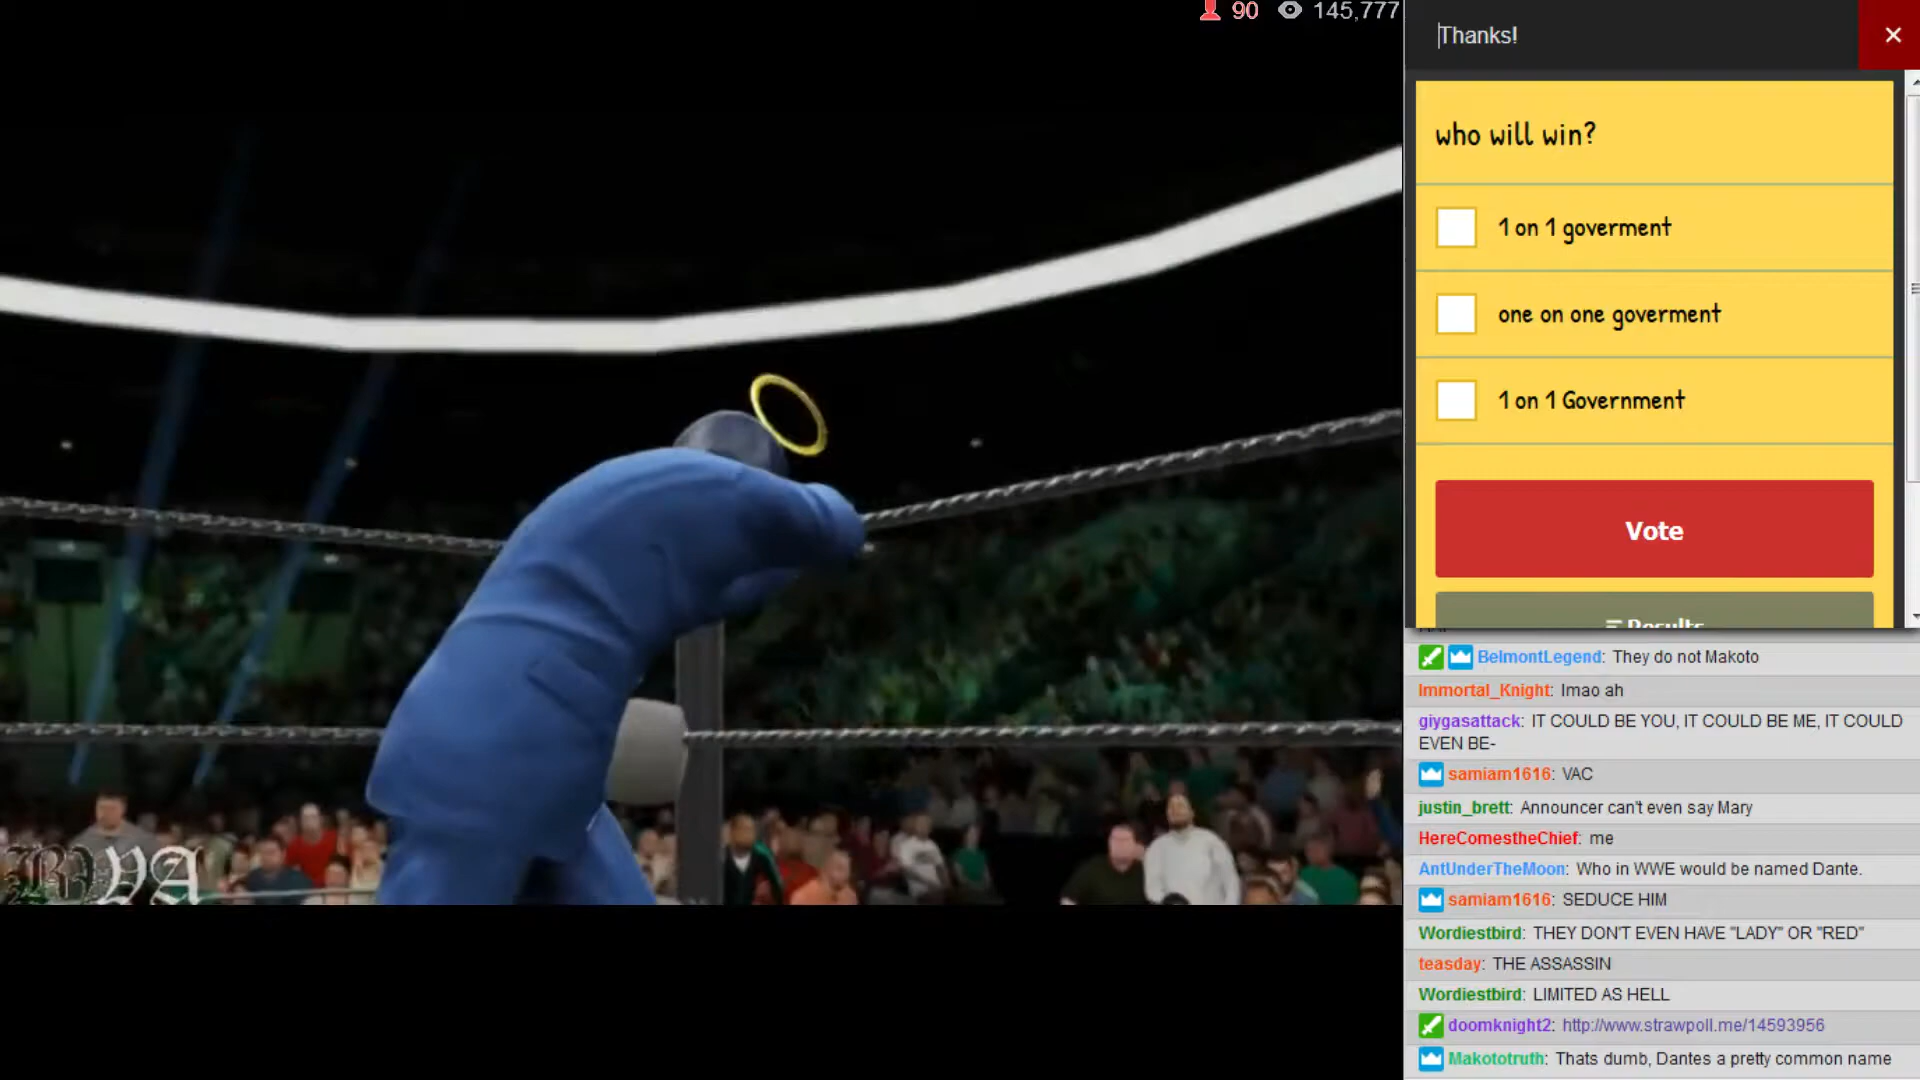 90 145,777
Thanks!
×
who will win?
1 on 1 goverment
one on one goverment
1 on 1 Government
Vote
Results
BelmontLegend: They do not Makoto
Immortal_Knight: lmao ah
giygasattack: IT COULD BE YOU, IT COULD BE ME, IT COULD
EVEN BE-
samiam1616: VAC
justin_brett: Announcer can't even say Mary
HereComestheChief: me
AntUnderTheMoon: Who in WWE would be named Dante.
samiam1616: SEDUCE HIM
Wordiestbird: THEY DON'T EVEN HAVE "LADY" OR "RED"
teasday: THE ASSASSIN
Wordiestbird: LIMITED AS HELL
doomknight2: http://www.strawpoll.me/14593956
Makototruth: Thats dumb, Dantes a pretty common name